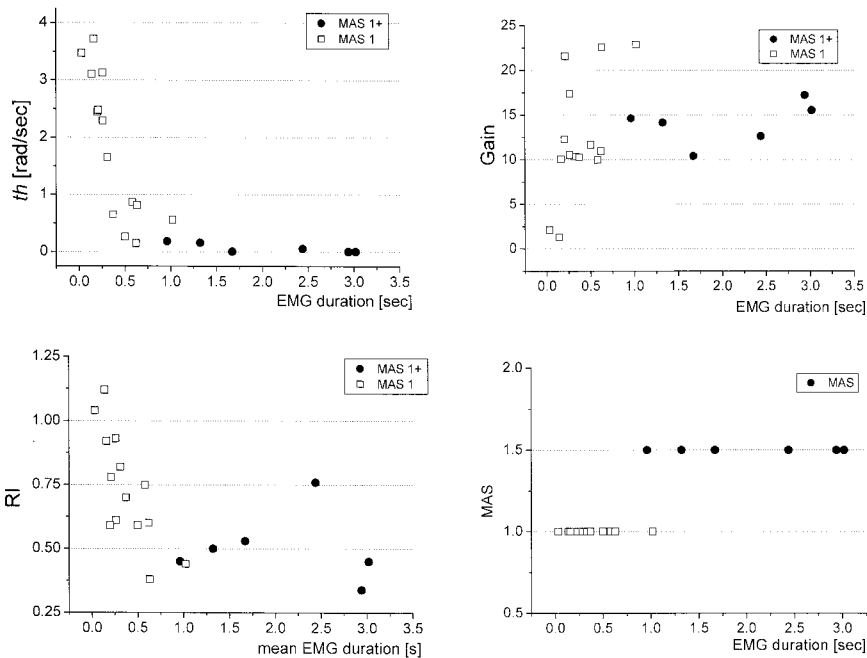 4
3
2
1
0
th [rad/sec]
MAS 1+
MAS 1
0.0 0.5 1.0 1.5 2.0 2.5 3.0 3.5
EMG duration [sec]
25
20
15
10
5
0
Gain
MAS 1+
MAS 1
0.0 0.5 1.0 1.5 2.0 2.5 3.0 3.5
EMG duration [sec]
1.25
1.00
0.75
0.50
0.25
RI
MAS 1+
MAS 1
0.0 0.5 1.0 1.5 2.0 2.5 3.0 3.5
mean EMG duration [s]
2.0
1.5
1.0
0.5
MAS
MAS
0.0 0.5 1.0 1.5 2.0 2.5 3.0
EMG duration [sec]